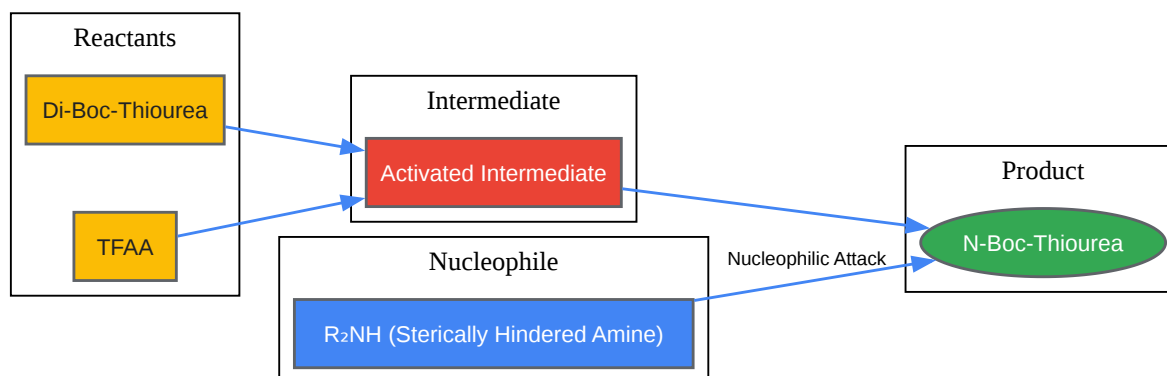 Reactants
Di-Boc-Thiourea
TFAA
Intermediate
Activated Intermediate
Nucleophile
R₂NH (Sterically Hindered Amine)
Nucleophilic Attack
Product
N-Boc-Thiourea